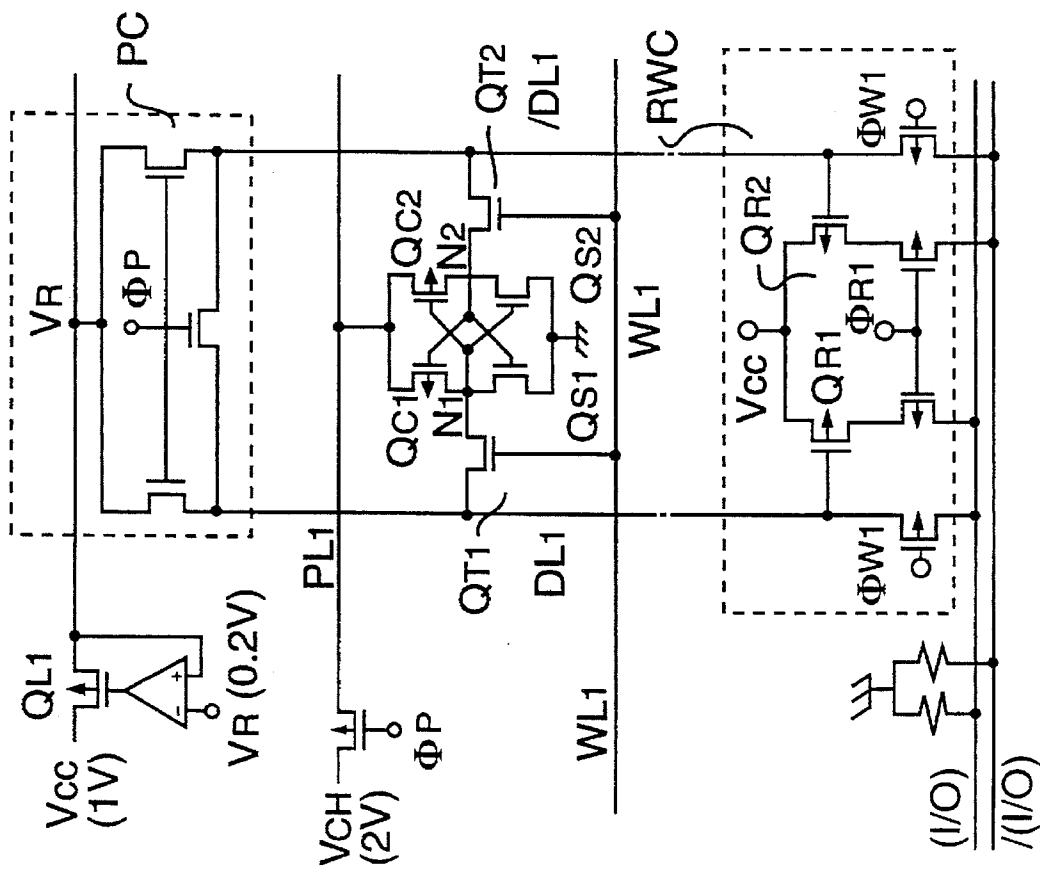 Vcc
(1V)
QL1
+
-
VR (0.2V)
VR
ΦP
PC
VCH
(2V)
ΦP
PL1
QC1
QC2
N1
N2
QT1
QT2
DL1
/DL1
QS1
QS2
WL1
WL1
RWC
Vcc
QR1
QR2
ΦR1
ΦW1
ΦW1
(I/O)
/(I/O)